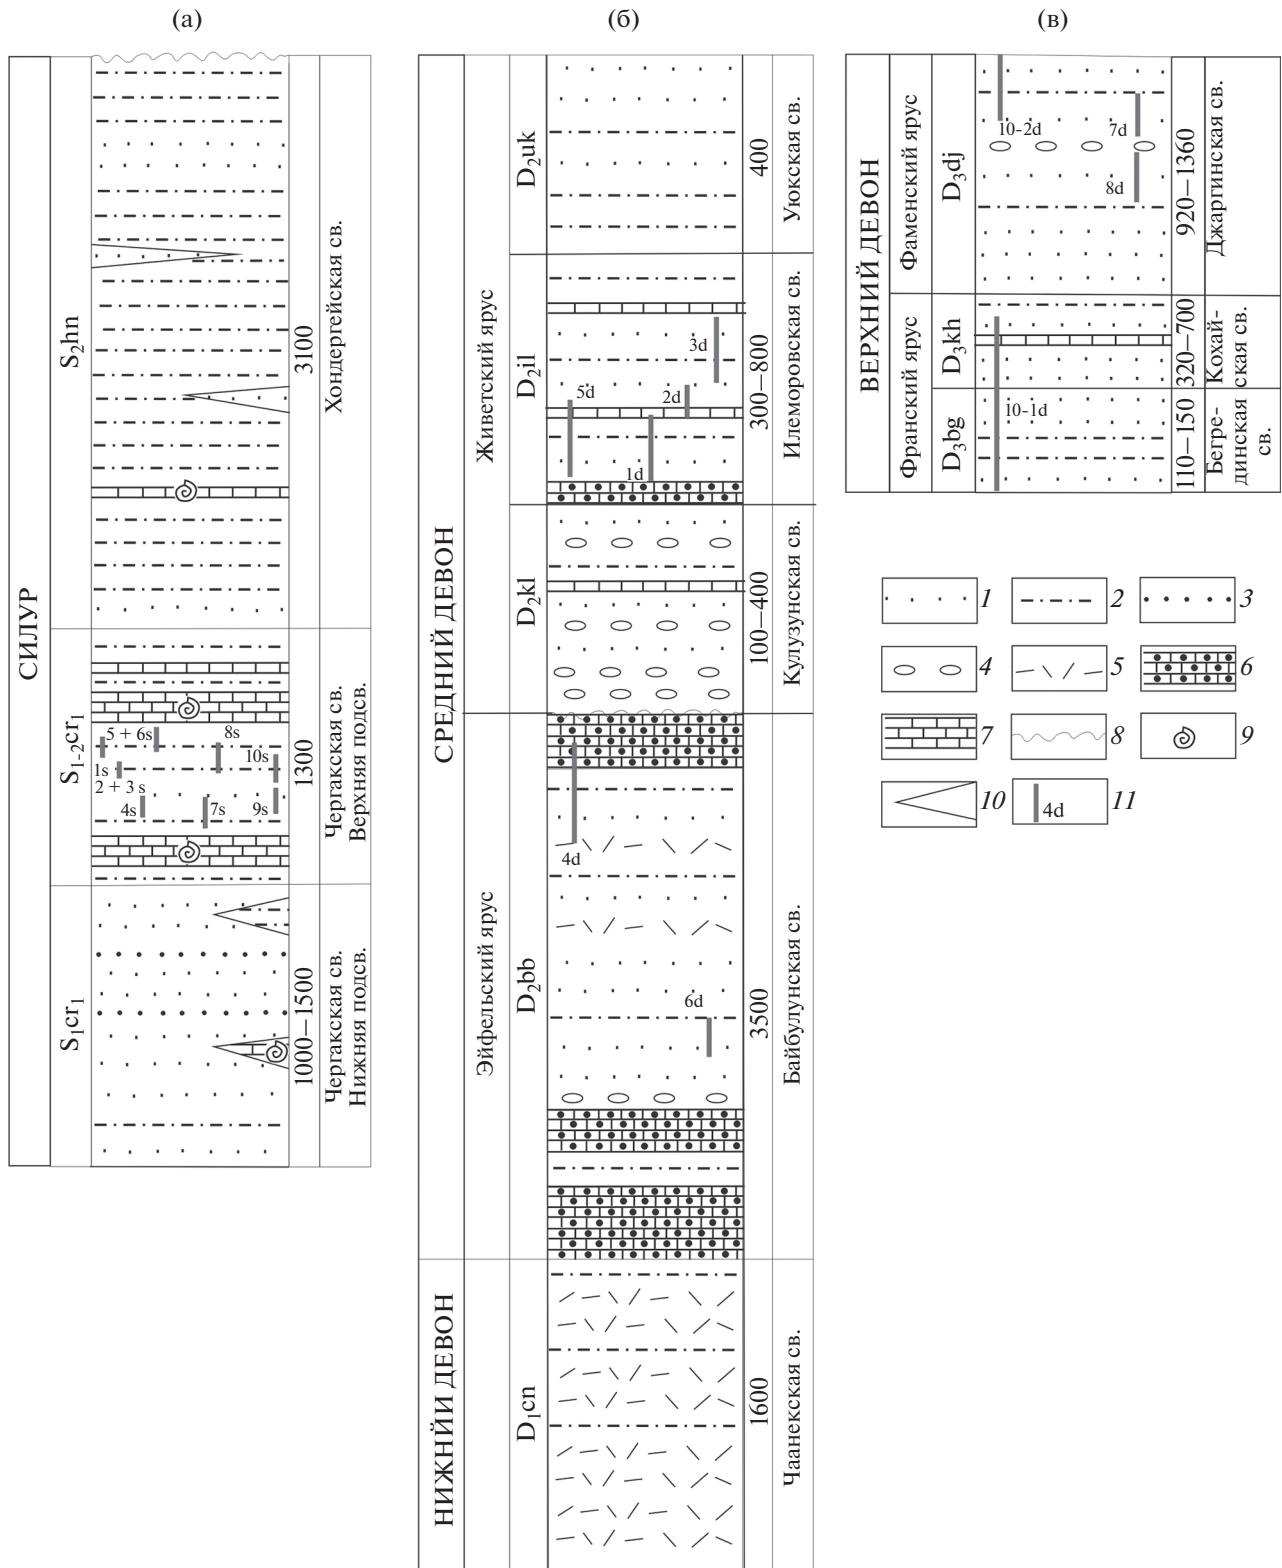 (а)
СИЛУР
S2hn
3100
Хондергейская св.
S1-2cr1
5 + 6s
8s
1s
10s
2 + 3 s
4s
7s
9s
1300
Чергакская св.
Верхняя подсв.
S1cr1
1000–1500
Чергакская св.
Нижняя подсв.
(б)
СРЕДНИЙ ДЕВОН
Живетский ярус
D2uk
400
Уюкская св.
D2il
3d
5d
2d
1d
300–800
Илеморовская св.
D2kl
100–400
Кулузунская св.
Эйфельский ярус
D2bb
4d
6d
3500
Байбулунская св.
НИЖНЙИ ДЕВОН
D1cn
1600
Чаанекская св.
(в)
ВЕРХНИЙ ДЕВОН
Фаменский ярус
D3dj
10-2d
7d
8d
920–1360
Джаргинская св.
Франский ярус
D3kh
320–700
Кохай-
ская св.
D3bg
10-1d
110–150
Бегре-
динская
св.
1
2
3
4
5
6
7
8
9
10
4d
11